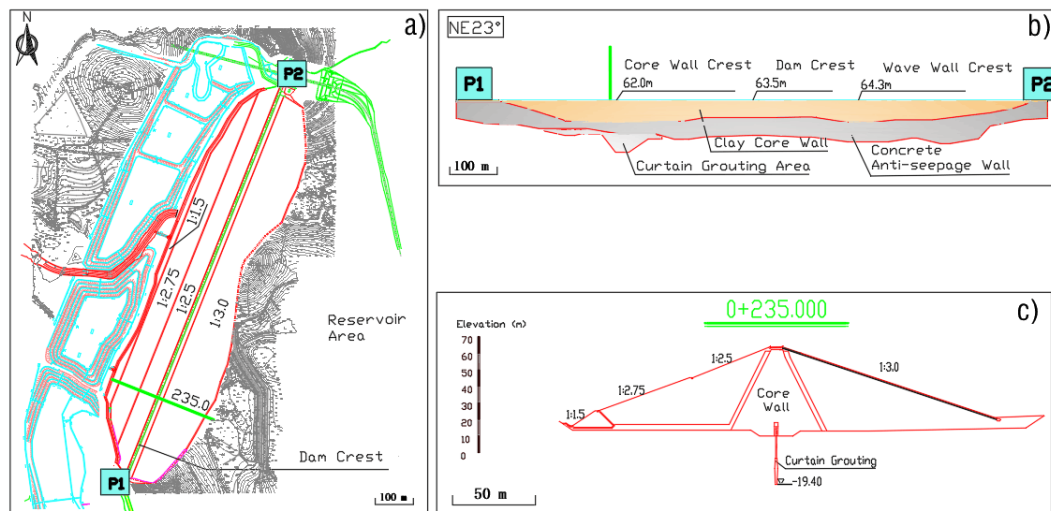 a)
N
P2
1:1.5
1:2.75
1:2.5
1:3.0
Reservoir
Area
235.0
Dam Crest
P1
100 m
b)
NE23°
Core Wall Crest
62.0m
Dam Crest
63.5m
Wave Wall Crest
64.3m
P1
P2
Clay Core Wall
Curtain Grouting Area
Concrete
Anti-seepage Wall
100 m
c)
0+235.000
Elevation (m)
70
60
50
40
30
20
10
0
1:1.5
1:2.75
1:2.5
1:3.0
Core
Wall
Curtain Grouting
-19.40
50 m